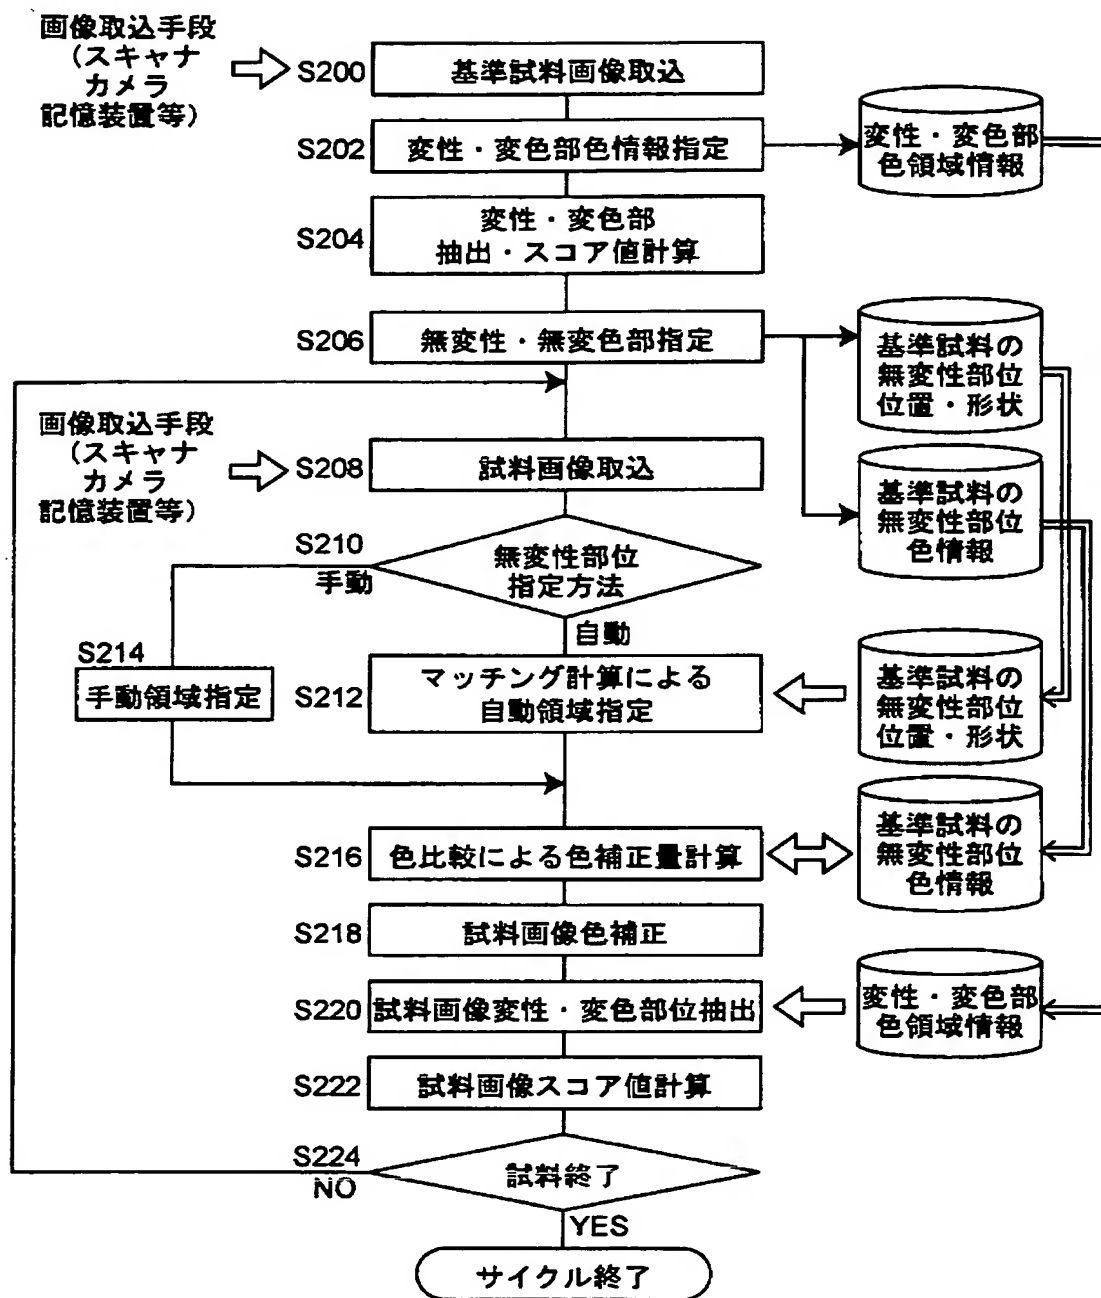 画像取込手段
（スキャナ
カメラ
記憶装置等）
S200
基準試料画像取込
S202
変性・変色部色情報指定
変性・変色部
色領域情報
S204
変性・変色部
抽出・スコア値計算
S206
無変性・無変色部指定
基準試料の
無変性部位
位置・形状
画像取込手段
（スキャナ
カメラ
記憶装置等）
S208
試料画像取込
基準試料の
無変性部位
色情報
S210
手動
無変性部位
指定方法
自動
S214
手動領域指定
S212
マッチング計算による
自動領域指定
基準試料の
無変性部位
位置・形状
S216
色比較による色補正量計算
基準試料の
無変性部位
色情報
S218
試料画像色補正
S220
試料画像変性・変色部位抽出
変性・変色部
色領域情報
S222
試料画像スコア値計算
S224
NO
試料終了
YES
サイクル終了